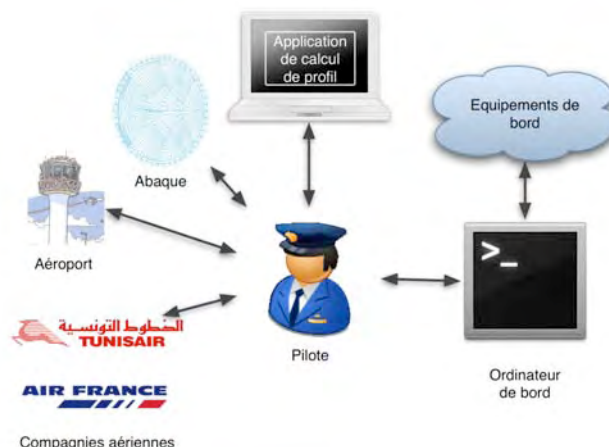 Application
de calcul
de profil
Equipements de
bord
Abaque
Aéroport
>_
Pilote
الخطوط التونسية
TUNISAIR
Ordinateur
de bord
AIR FRANCE
Compagnies aériennes